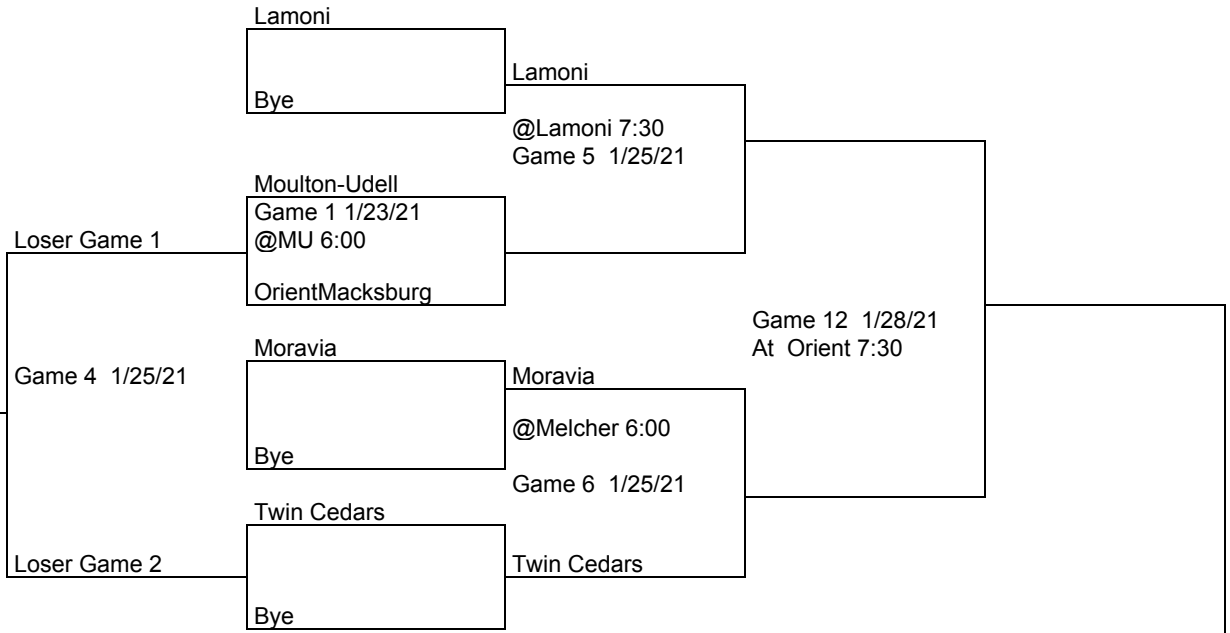 Lamoni
Lamoni
Bye
@Lamoni 7:30
Game 5 1/25/21
Moulton-Udell
Game 1 1/23/21
Loser Game 1
@MU 6:00
OrientMacksburg
Game 12 1/28/21
At Orient 7:30
Moravia
Game 4 1/25/21
Moravia
@Melcher 6:00
Bye
Game 6 1/25/21
Twin Cedars
Loser Game 2
Twin Cedars
Bye